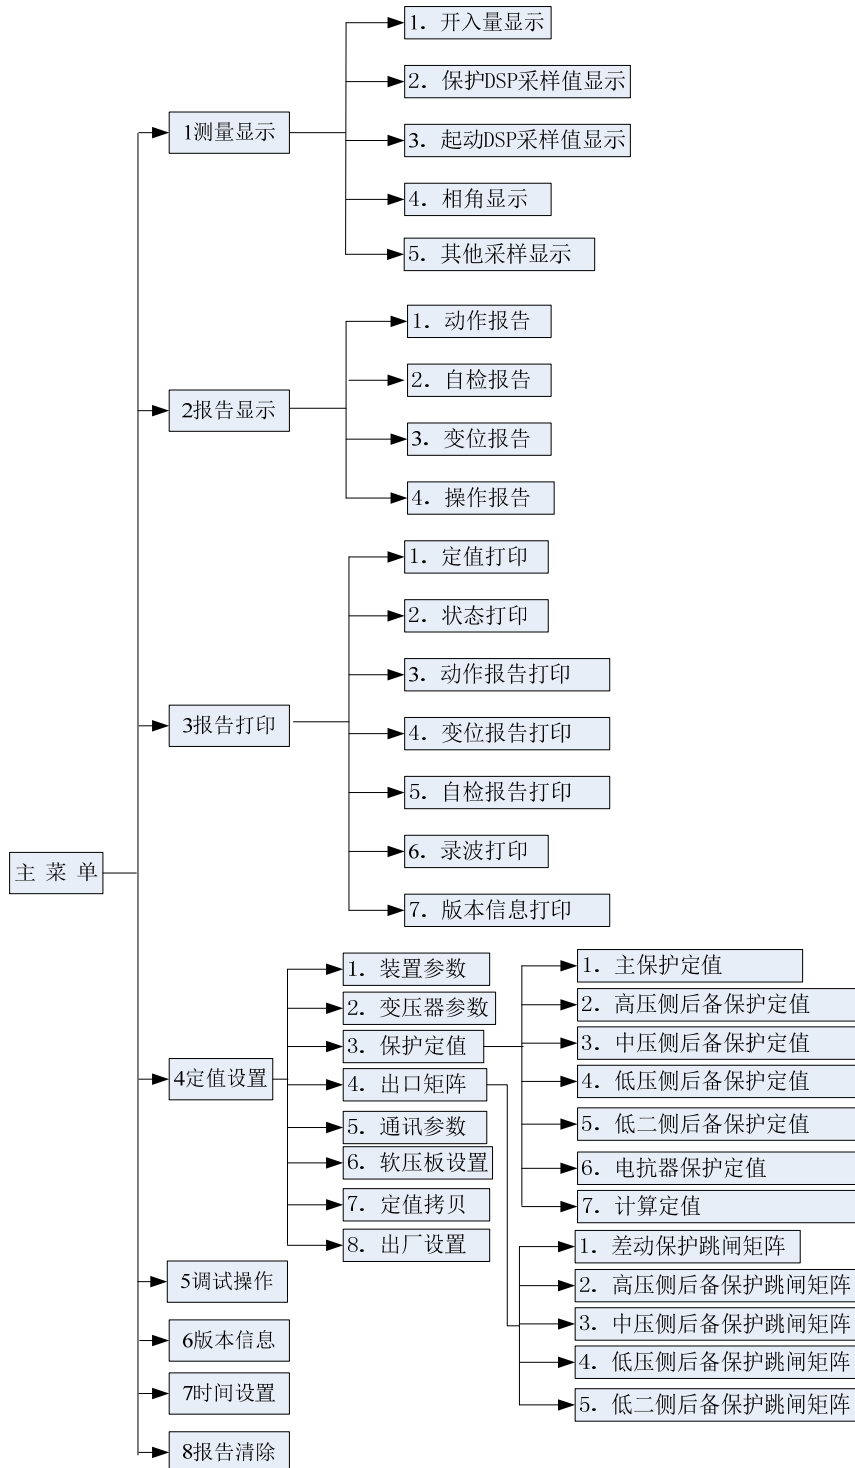 主 菜 单
1测量显示
1. 开入量显示
2. 保护DSP采样值显示
3. 起动DSP采样值显示
4. 相角显示
5. 其他采样显示
2报告显示
1. 动作报告
2. 自检报告
3. 变位报告
4. 操作报告
3报告打印
1. 定值打印
2. 状态打印
3. 动作报告打印
4. 变位报告打印
5. 自检报告打印
6. 录波打印
7. 版本信息打印
4定值设置
1. 装置参数
2. 变压器参数
3. 保护定值
1. 主保护定值
2. 高压侧后备保护定值
3. 中压侧后备保护定值
4. 低压侧后备保护定值
5. 低二侧后备保护定值
6. 电抗器保护定值
7. 计算定值
4. 出口矩阵
1. 差动保护跳闸矩阵
2. 高压侧后备保护跳闸矩阵
3. 中压侧后备保护跳闸矩阵
4. 低压侧后备保护跳闸矩阵
5. 低二侧后备保护跳闸矩阵
5. 通讯参数
6. 软压板设置
7. 定值拷贝
8. 出厂设置
5调试操作
6版本信息
7时间设置
8报告清除